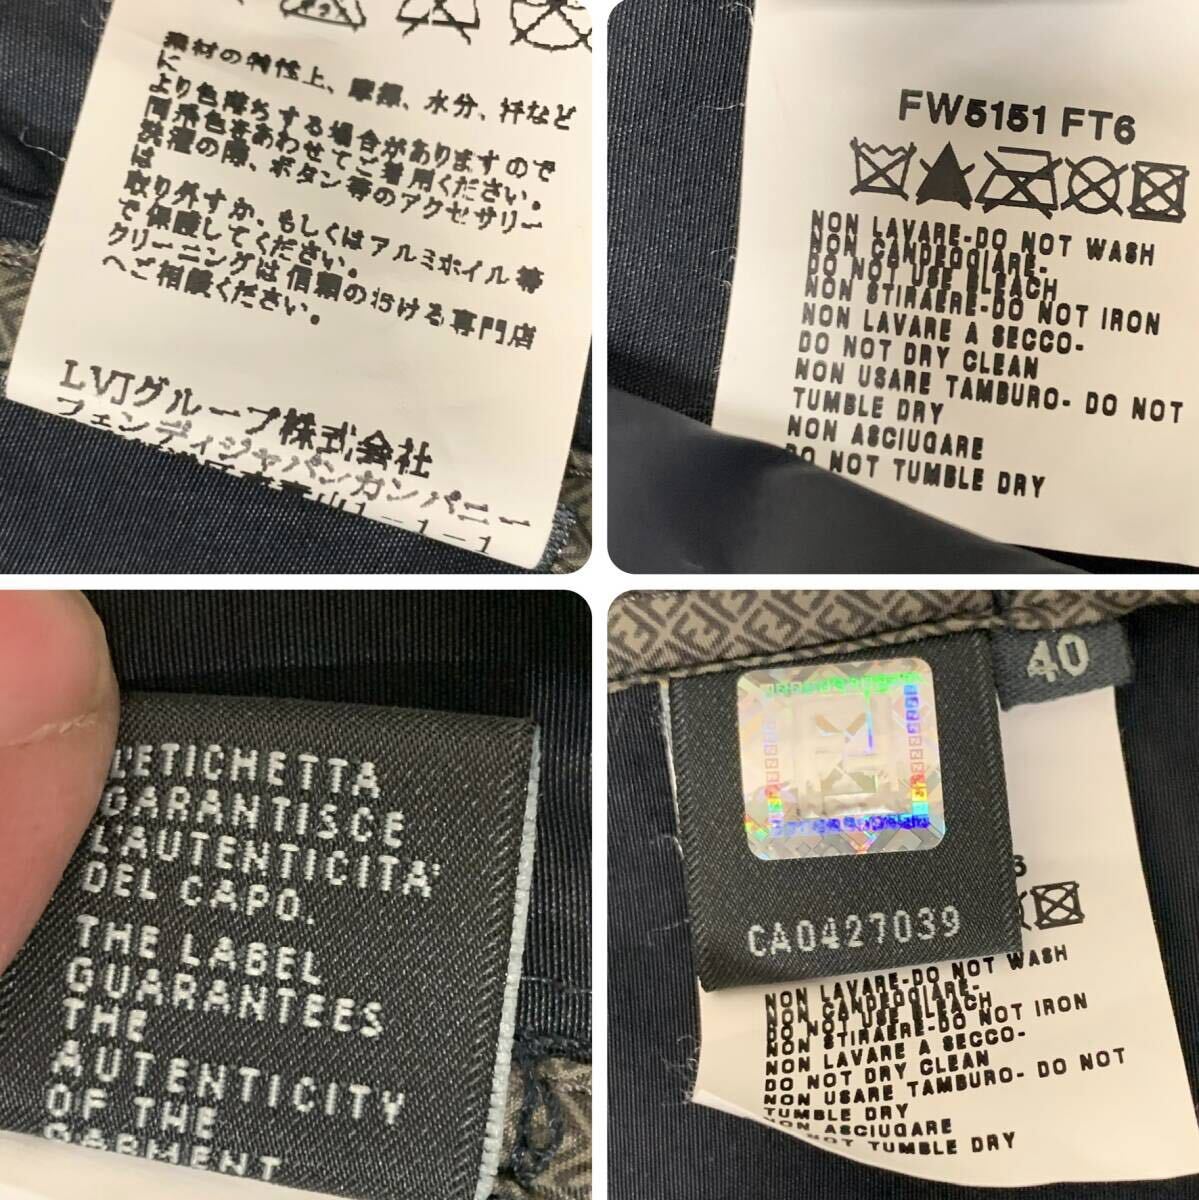 素材の特性上、摩擦、水分、汗など
に
より色落ちする場合がありますので
同系色をあわせてご着用ください。
洗濯の際、ボタン等のアクセサリー
は
取り外すか、もしくはアルミホイル等
で保護してください。
クリーニングは信頼の行ける専門店
へご相談ください。
LVJグループ株式会社
フェンディジャパンカンパニー
1-1-1
FW5151 FT6
NON LAVARE-DO NOT WASH
NON CANDEGGIARE-
DO NOT USE BLEACH
NON STIRAERE-DO NOT IRON
NON LAVARE A SECCO-
DO NOT DRY CLEAN
NON USARE TAMBURO- DO NOT
TUMBLE DRY
NON ASCIUGARE
DO NOT TUMBLE DRY
LETICHETTA
GARANTISCE
LAUTENTICITA'
DEL CAPO.
THE LABEL
GUARANTEES
THE
AUTENTICITY
OF THE
GARMENT
40
CA0427039
6
NON LAVARE-DO NOT WASH
NON CANDEGGIARE-
DO NOT USE BLEACH
NON STIRAERE-DO NOT IRON
NON LAVARE A SECCO-
DO NOT DRY CLEAN
NON USARE TAMBURO- DO NOT
TUMBLE DRY
NON ASCIUGARE
DO NOT TUMBLE DRY